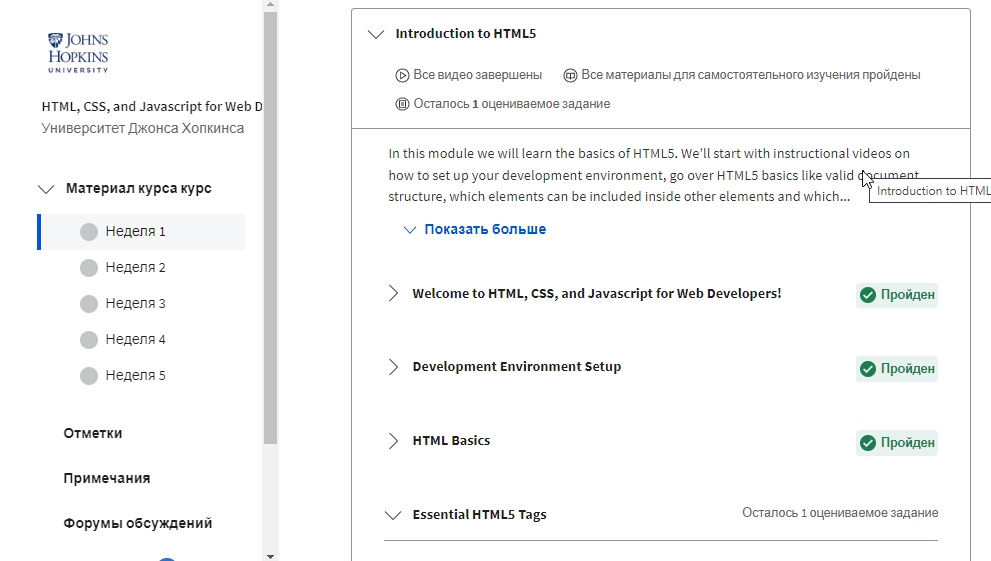 JOHNS
HOPKINS
UNIVERSITY
HTML, CSS, and Javascript for Web D
Университет Джонса Хопкинса
Материал курса курс
Неделя 1
Неделя 2
Неделя 3
Неделя 4
Неделя 5
Отметки
Примечания
Форумы обсуждений
Introduction to HTML5
Все видео завершены Все материалы для самостоятельного изучения пройдены
Осталось 1 оцениваемое задание
In this module we will learn the basics of HTML5. We'll start with instructional videos on
how to set up your development environment, go over HTML5 basics like valid document
structure, which elements can be included inside other elements and which...
Introduction to HTML
Показать больше
Welcome to HTML, CSS, and Javascript for Web Developers! Пройден
Development Environment Setup Пройден
HTML Basics Пройден
Essential HTML5 Tags Осталось 1 оцениваемое задание